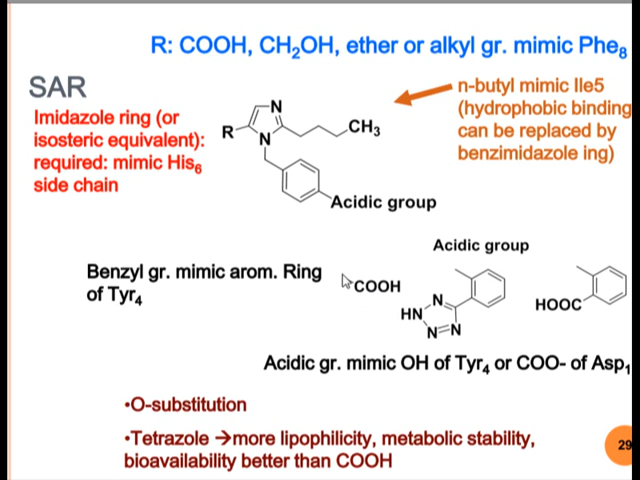 R: COOH, CH₂OH, ether or alkyl gr. mimic Phe₈
SAR
Imidazole ring (or
isosteric equivalent):
required: mimic His₆
side chain
N
R
N
CH₃
Acidic group
n-butyl mimic Ile5
(hydrophobic binding
can be replaced by
benzimidazole ing)
Acidic group
Benzyl gr. mimic arom. Ring
of Tyr₄
COOH
N
HN
N=N
HOOC
Acidic gr. mimic OH of Tyr₄ or COO- of Asp₁
•O-substitution
•Tetrazole →more lipophilicity, metabolic stability,
bioavailability better than COOH
29